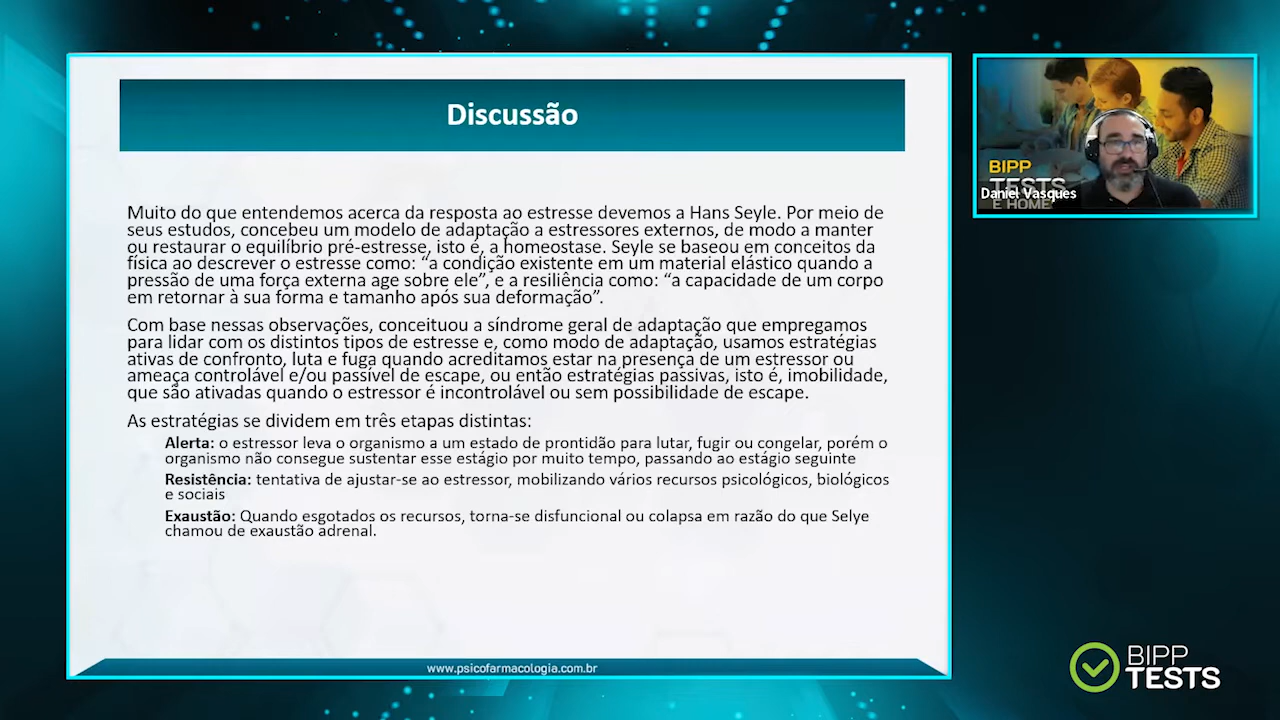 Discussão
Muito do que entendemos acerca da resposta ao estresse devemos a Hans Seyle. Por meio de
seus estudos, concebeu um modelo de adaptação a estressores externos, de modo a manter
ou restaurar o equilíbrio pré-estresse, isto é, a homeostase. Seyle se baseou em conceitos da
física ao descrever o estresse como: “a condição existente em um material elástico quando a
pressão de uma força externa age sobre ele”, e a resiliência como: “a capacidade de um corpo
em retornar à sua forma e tamanho após sua deformação”.
Com base nessas observações, conceituou a síndrome geral de adaptação que empregamos
para lidar com os distintos tipos de estresse e, como modo de adaptação, usamos estratégias
ativas de confronto, luta e fuga quando acreditamos estar na presença de um estressor ou
ameaça controlável e/ou passível de escape, ou então estratégias passivas, isto é, imobilidade,
que são ativadas quando o estressor é incontrolável ou sem possibilidade de escape.
As estratégias se dividem em três etapas distintas:
Alerta: o estressor leva o organismo a um estado de prontidão para lutar, fugir ou congelar, porém o
organismo não consegue sustentar esse estágio por muito tempo, passando ao estágio seguinte
Resistência: tentativa de ajustar-se ao estressor, mobilizando vários recursos psicológicos, biológicos
e sociais
Exaustão: Quando esgotados os recursos, torna-se disfuncional ou colapsa em razão do que Selye
chamou de exaustão adrenal.
www.psicofarmacologia.com.br
BIPP
TESTS
Daniel Vasques
E HOME
BIPP
TESTS